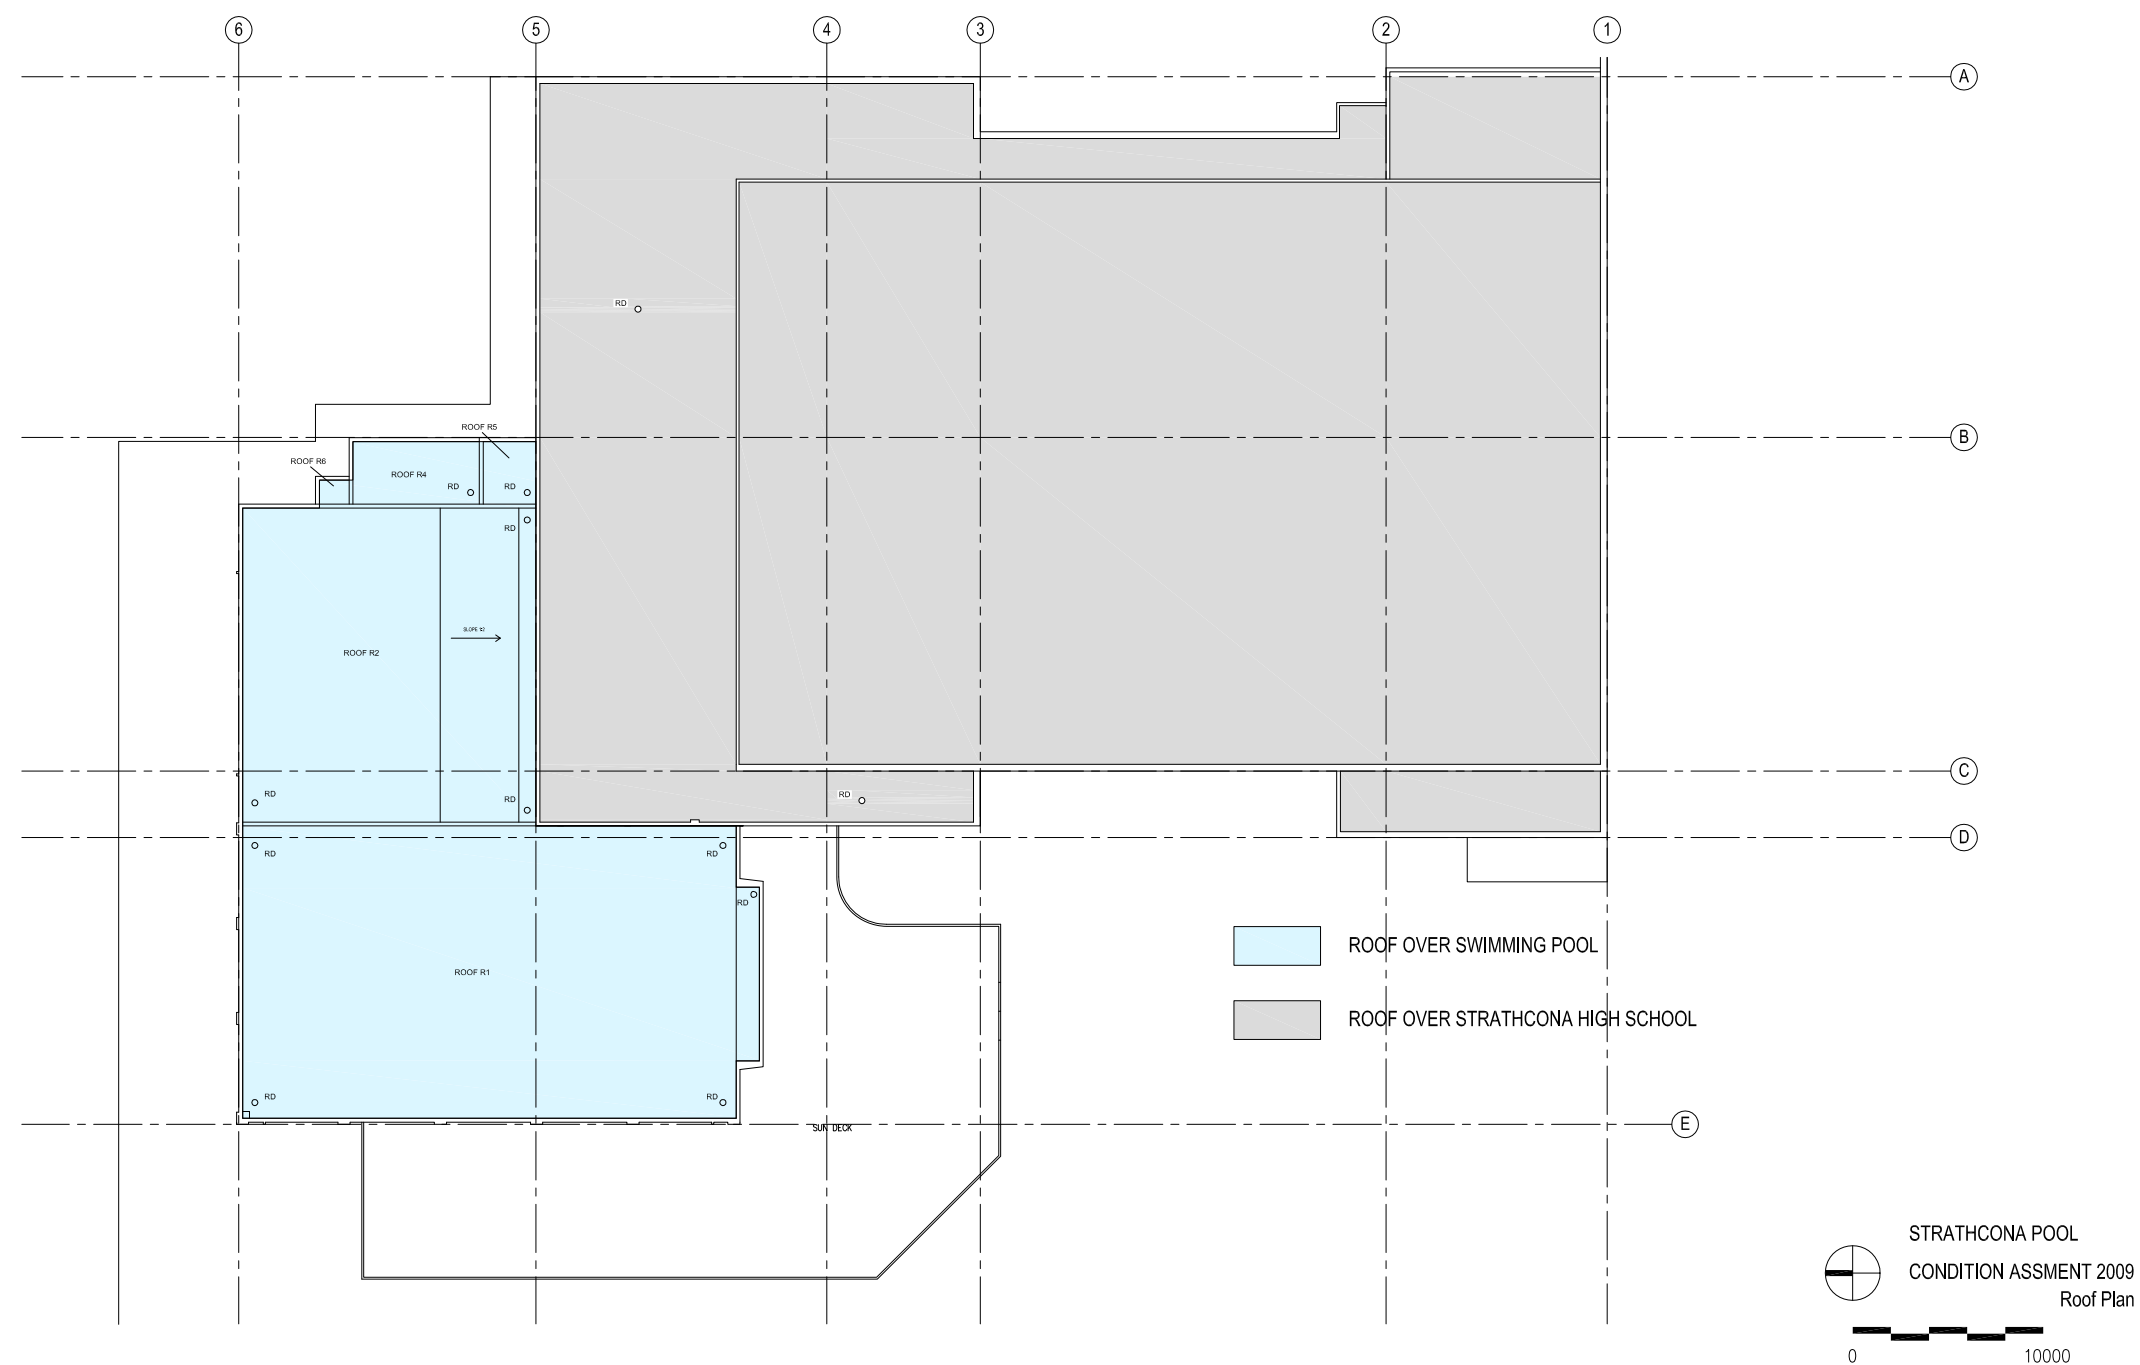 6
5
4
3
2
1
A
RD
B
ROOF R5
ROOF R6
ROOF R4
RD
RD
RD
ROOF R2
C
RD
RD
RD
D
RD
RD
RD
ROOF OVER SWIMMING POOL
ROOF R1
ROOF OVER STRATHCONA HIGH SCHOOL
RD
RD
SUN DECK
E
STRATHCONA POOL
CONDITION ASSMENT 2009
Roof Plan
0 10000